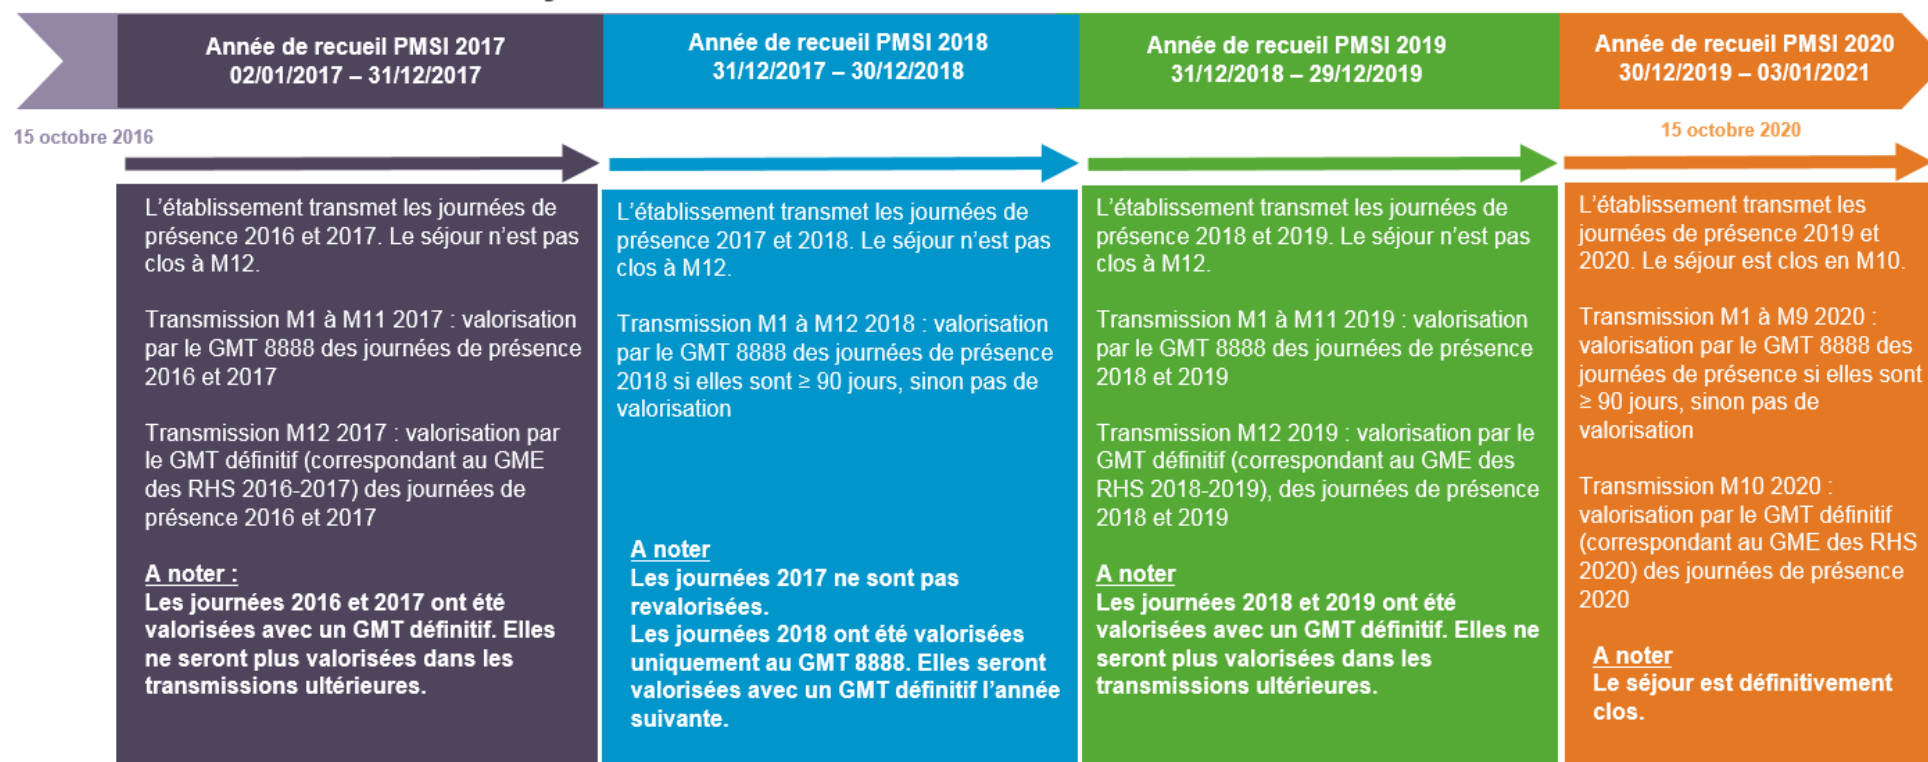 Année de recueil PMSI 2017
02/01/2017 – 31/12/2017
Année de recueil PMSI 2018
31/12/2017 – 30/12/2018
Année de recueil PMSI 2019
31/12/2018 – 29/12/2019
Année de recueil PMSI 2020
30/12/2019 – 03/01/2021
15 octobre 2016
15 octobre 2020
L'établissement transmet les journées de
présence 2016 et 2017. Le séjour n'est pas
clos à M12.
Transmission M1 à M11 2017 : valorisation
par le GMT 8888 des journées de présence
2016 et 2017
Transmission M12 2017 : valorisation par
le GMT définitif (correspondant au GME
des RHS 2016-2017) des journées de
présence 2016 et 2017
A noter :
Les journées 2016 et 2017 ont été
valorisées avec un GMT définitif. Elles
ne seront plus valorisées dans les
transmissions ultérieures.
L'établissement transmet les journées de
présence 2017 et 2018. Le séjour n'est pas
clos à M12.
Transmission M1 à M12 2018 : valorisation
par le GMT 8888 des journées de présence
2018 si elles sont ≥ 90 jours, sinon pas de
valorisation
A noter
Les journées 2017 ne sont pas
revalorisées.
Les journées 2018 ont été valorisées
uniquement au GMT 8888. Elles seront
valorisées avec un GMT définitif l'année
suivante.
L'établissement transmet les journées de
présence 2018 et 2019. Le séjour n'est pas
clos à M12.
Transmission M1 à M11 2019 : valorisation
par le GMT 8888 des journées de présence
2018 et 2019
Transmission M12 2019 : valorisation par le
GMT définitif (correspondant au GME des
RHS 2018-2019), des journées de présence
2018 et 2019
A noter
Les journées 2018 et 2019 ont été
valorisées avec un GMT définitif. Elles ne
seront plus valorisées dans les
transmissions ultérieures.
L'établissement transmet les
journées de présence 2019 et
2020. Le séjour est clos en M10.
Transmission M1 à M9 2020 :
valorisation par le GMT 8888 des
journées de présence si elles sont
≥ 90 jours, sinon pas de
valorisation
Transmission M10 2020 :
valorisation par le GMT définitif
(correspondant au GME des RHS
2020) des journées de présence
2020
A noter
Le séjour est définitivement
clos.